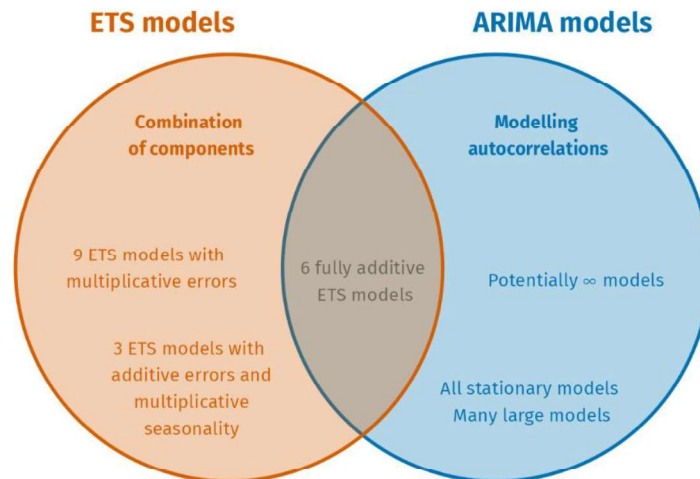 ETS models
ARIMA models
Combination
of components
Modelling
autocorrelations
9 ETS models with
multiplicative errors
6 fully additive
ETS models
Potentially ∞ models
3 ETS models with
additive errors and
multiplicative
seasonality
All stationary models
Many large models